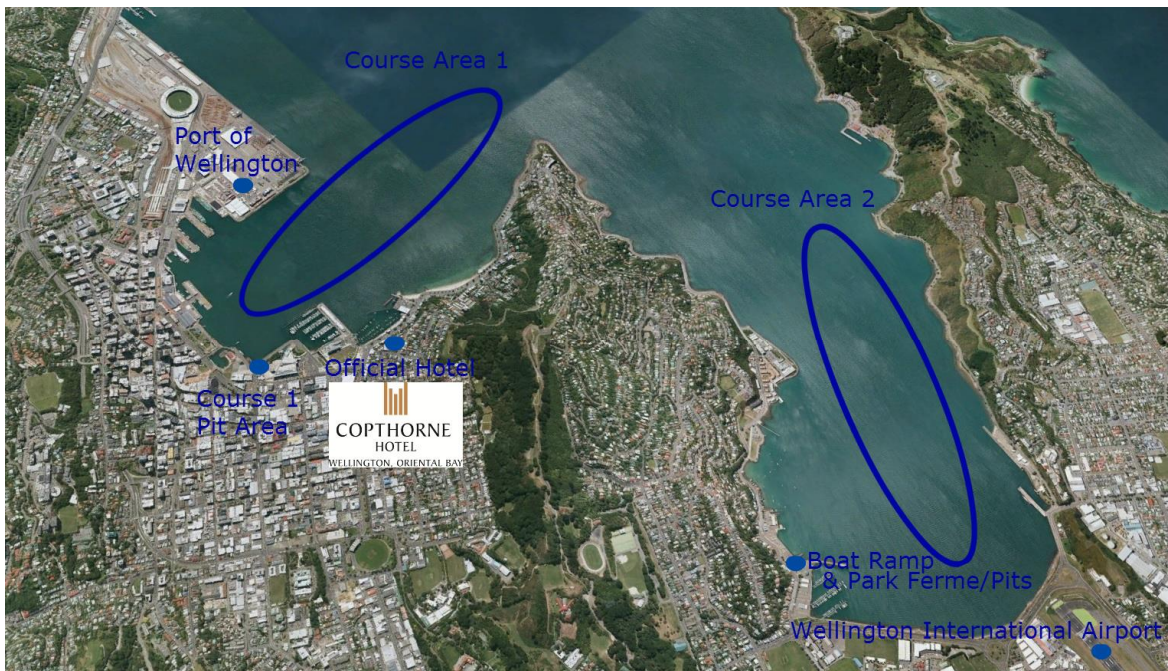 Course Area 1
Port of
Wellington
Course Area 2
Official Hotel
Course 1
Pit Area
COPTHORNE
HOTEL
WELLINGTON, ORIENTAL BAY
Boat Ramp
& Park Ferme/Pits
Wellington International Airport